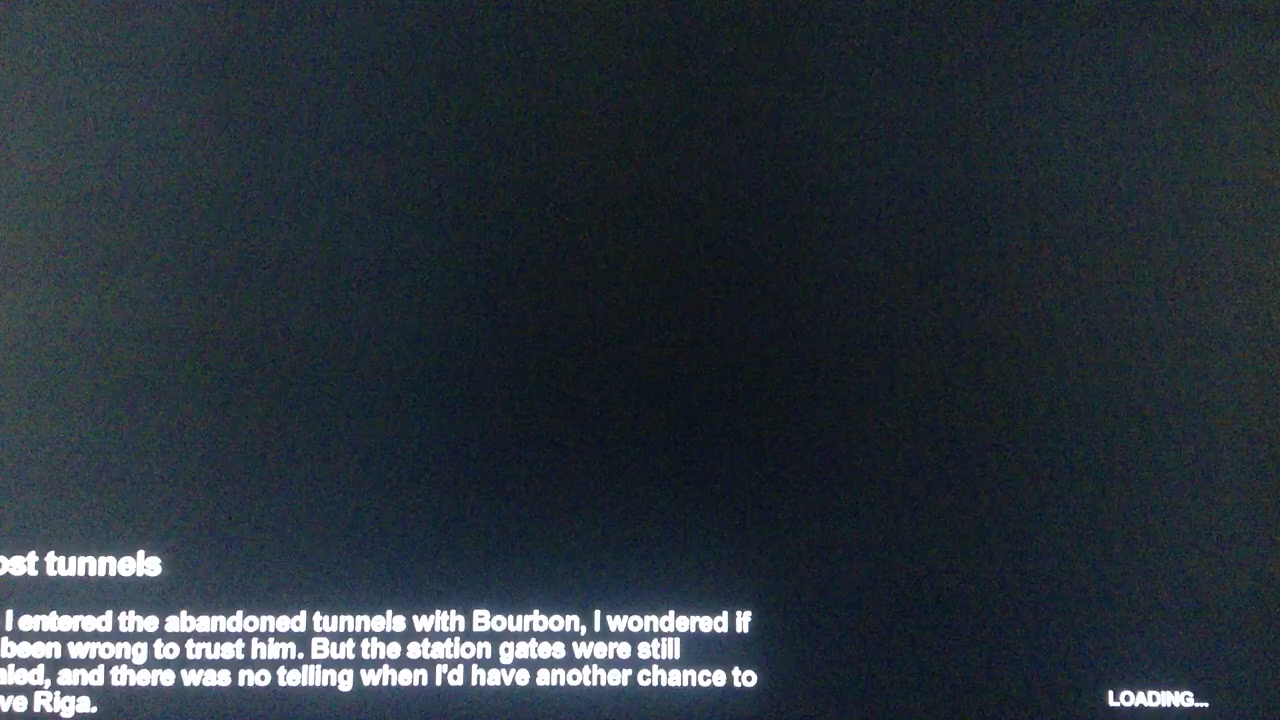 ost tunnels
I entered the abandoned tunnels with Bourbon, I wondered if
been wrong to trust him. But the station gates were still
aled, and there was no telling when I'd have another chance to
ve Riga.
LOADING...